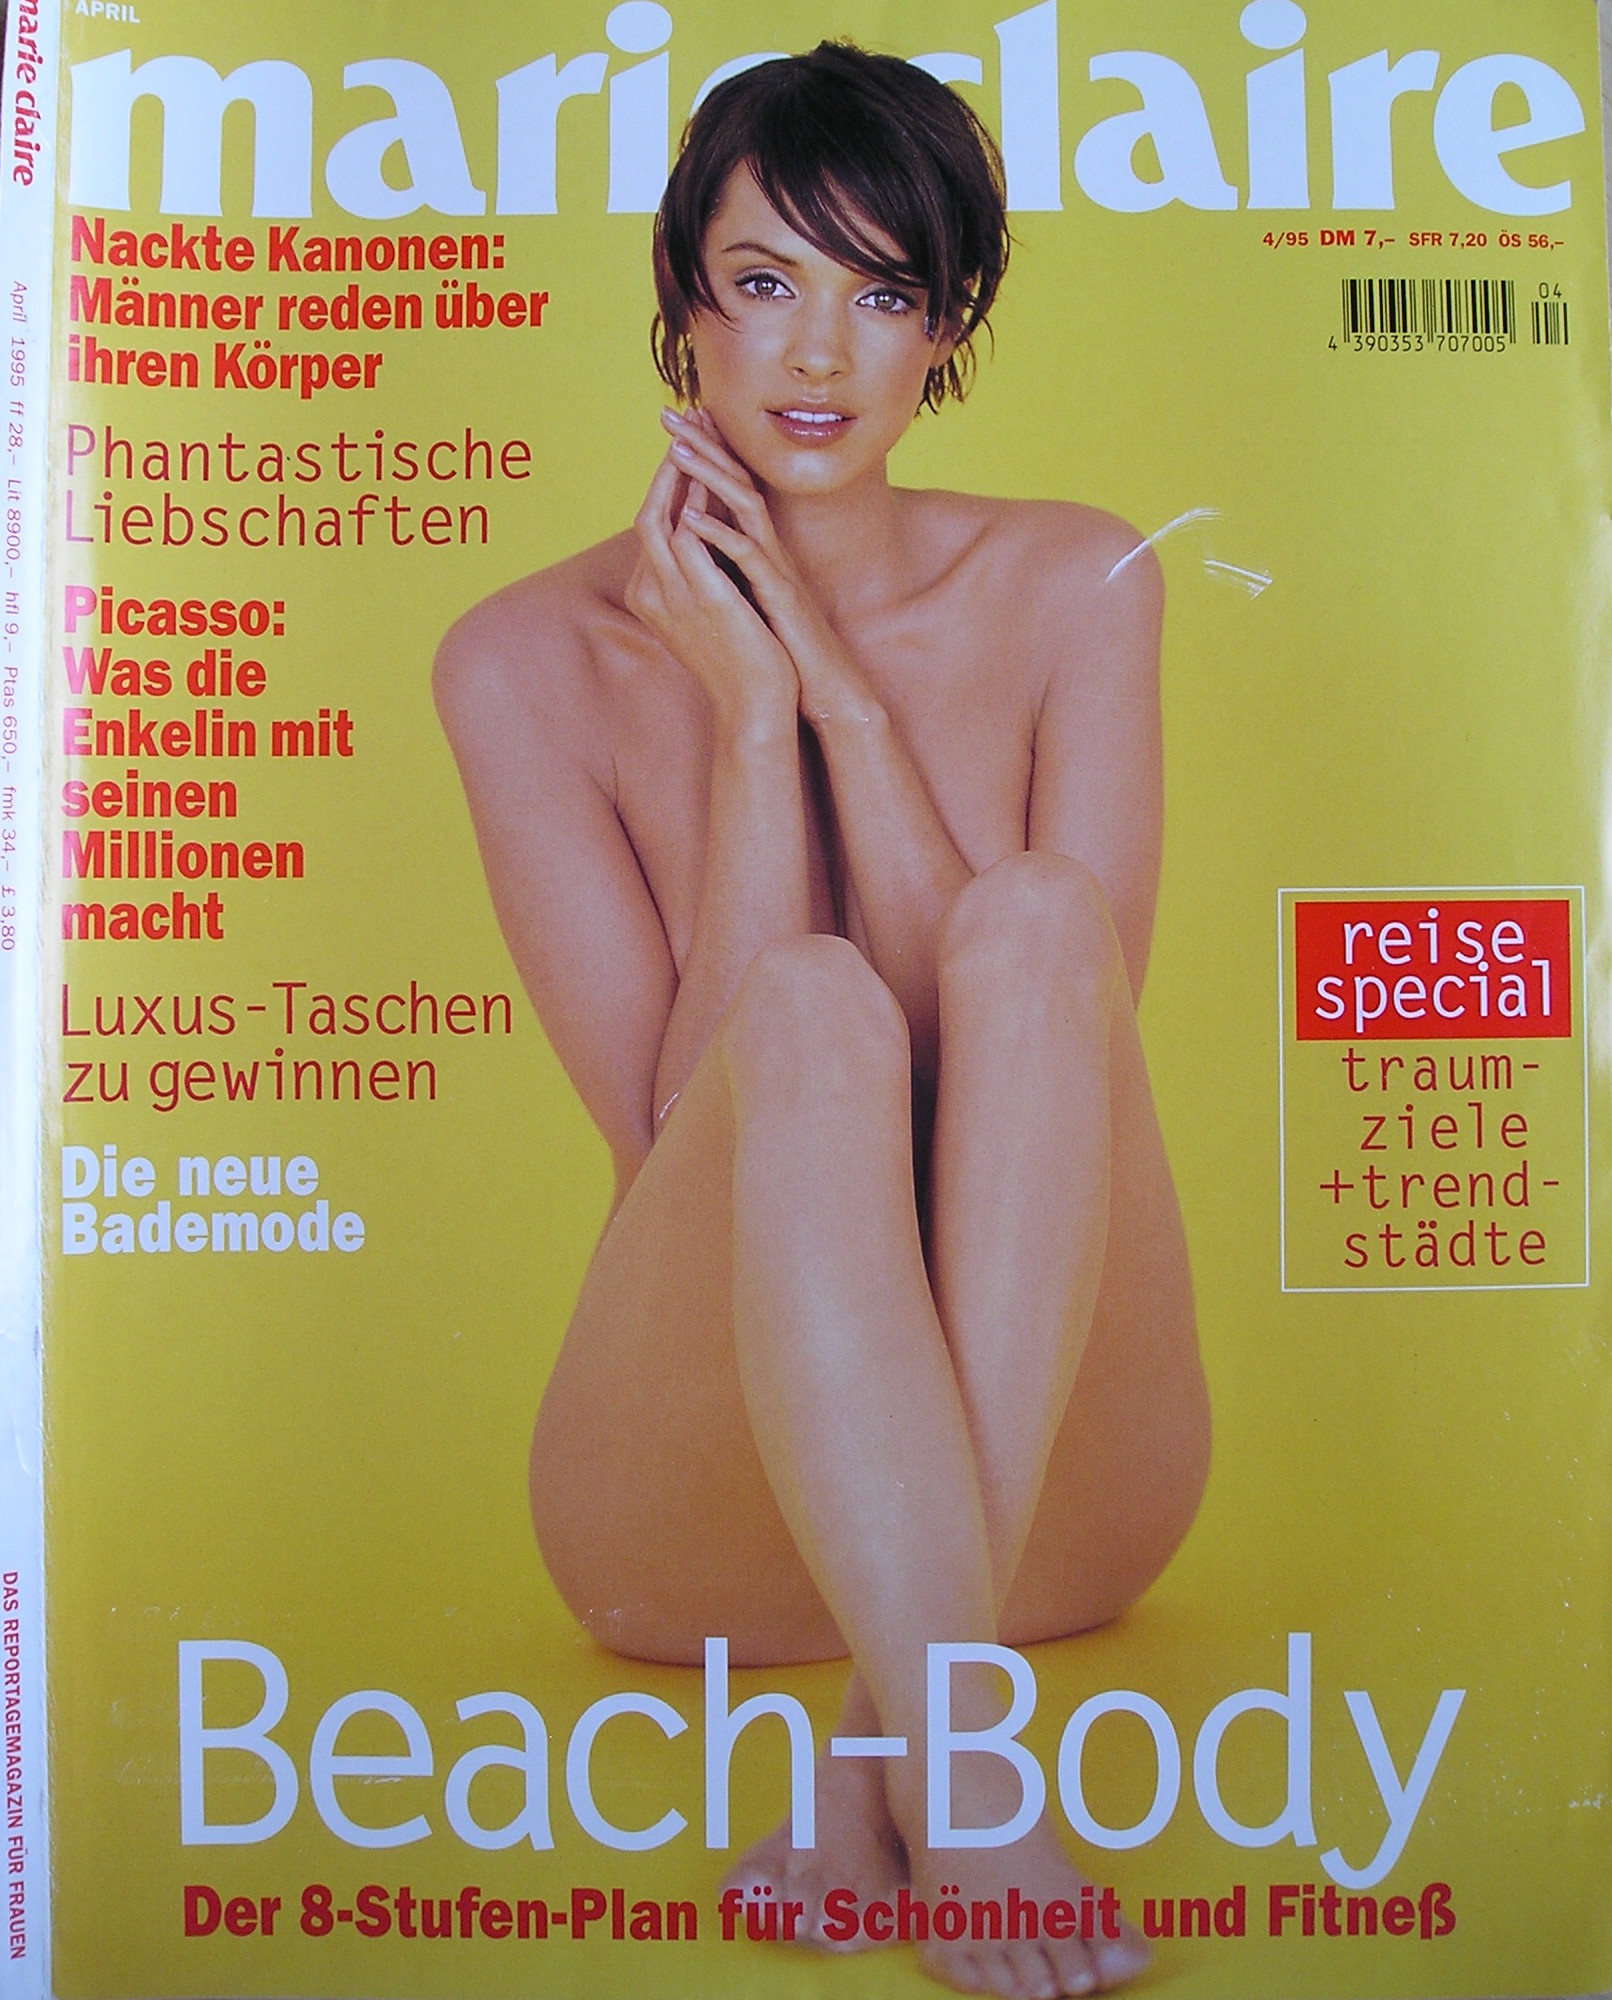 APRIL
marie claire
4/95 DM 7,– SFR 7,20 ÖS 56,–
04
4 390353 707005
Nackte Kanonen:
Männer reden über
ihren Körper
Phantastische
Liebschaften
Picasso:
Was die
Enkelin mit
seinen
Millionen
macht
Luxus-Taschen
zu gewinnen
Die neue
Bademode
reise
special
traum-
ziele
+trend-
städte
Beach-Body
Der 8-Stufen-Plan für Schönheit und Fitneß
marie claire
April 1995 ff 28,– Lit 8900,– hfl 9,– Ptas 650,– fmk 34,– £ 3,80
DAS REPORTAGEMAGAZIN FÜR FRAUEN